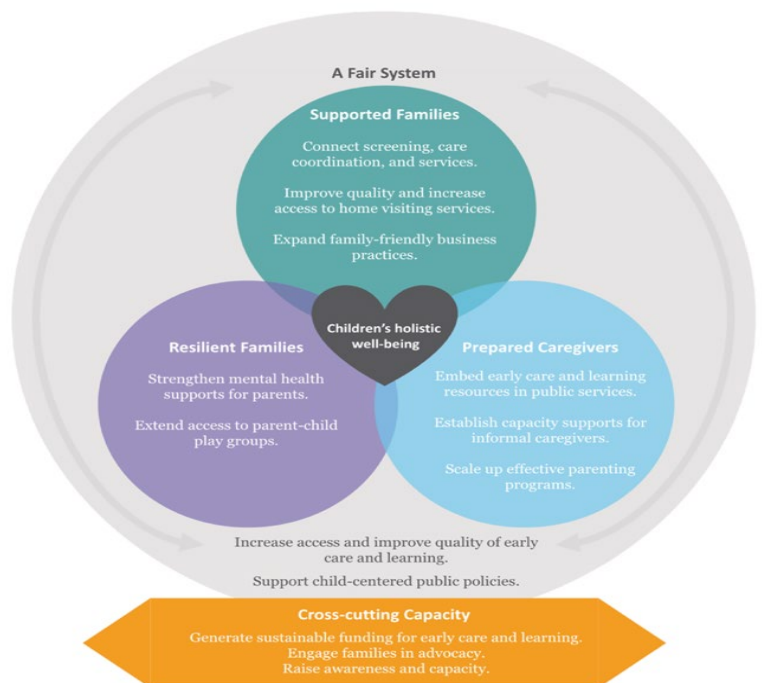 A Fair System
Supported Families
Connect screening, care
coordination, and services.
Improve quality and increase
access to home visiting services.
Expand family-friendly business
practices.
Children's holistic
well-being
Resilient Families
Strengthen mental health
supports for parents.
Extend access to parent-child
play groups.
Prepared Caregivers
Embed early care and learning
resources in public services.
Establish capacity supports for
informal caregivers.
Scale up effective parenting
programs.
Increase access and improve quality of early
care and learning.
Support child-centered public policies.
Cross-cutting Capacity
Generate sustainable funding for early care and learning.
Engage families in advocacy.
Raise awareness and capacity.